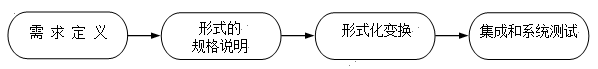 需求定义
形式的
规格说明
形式化变换
集成和系统测试